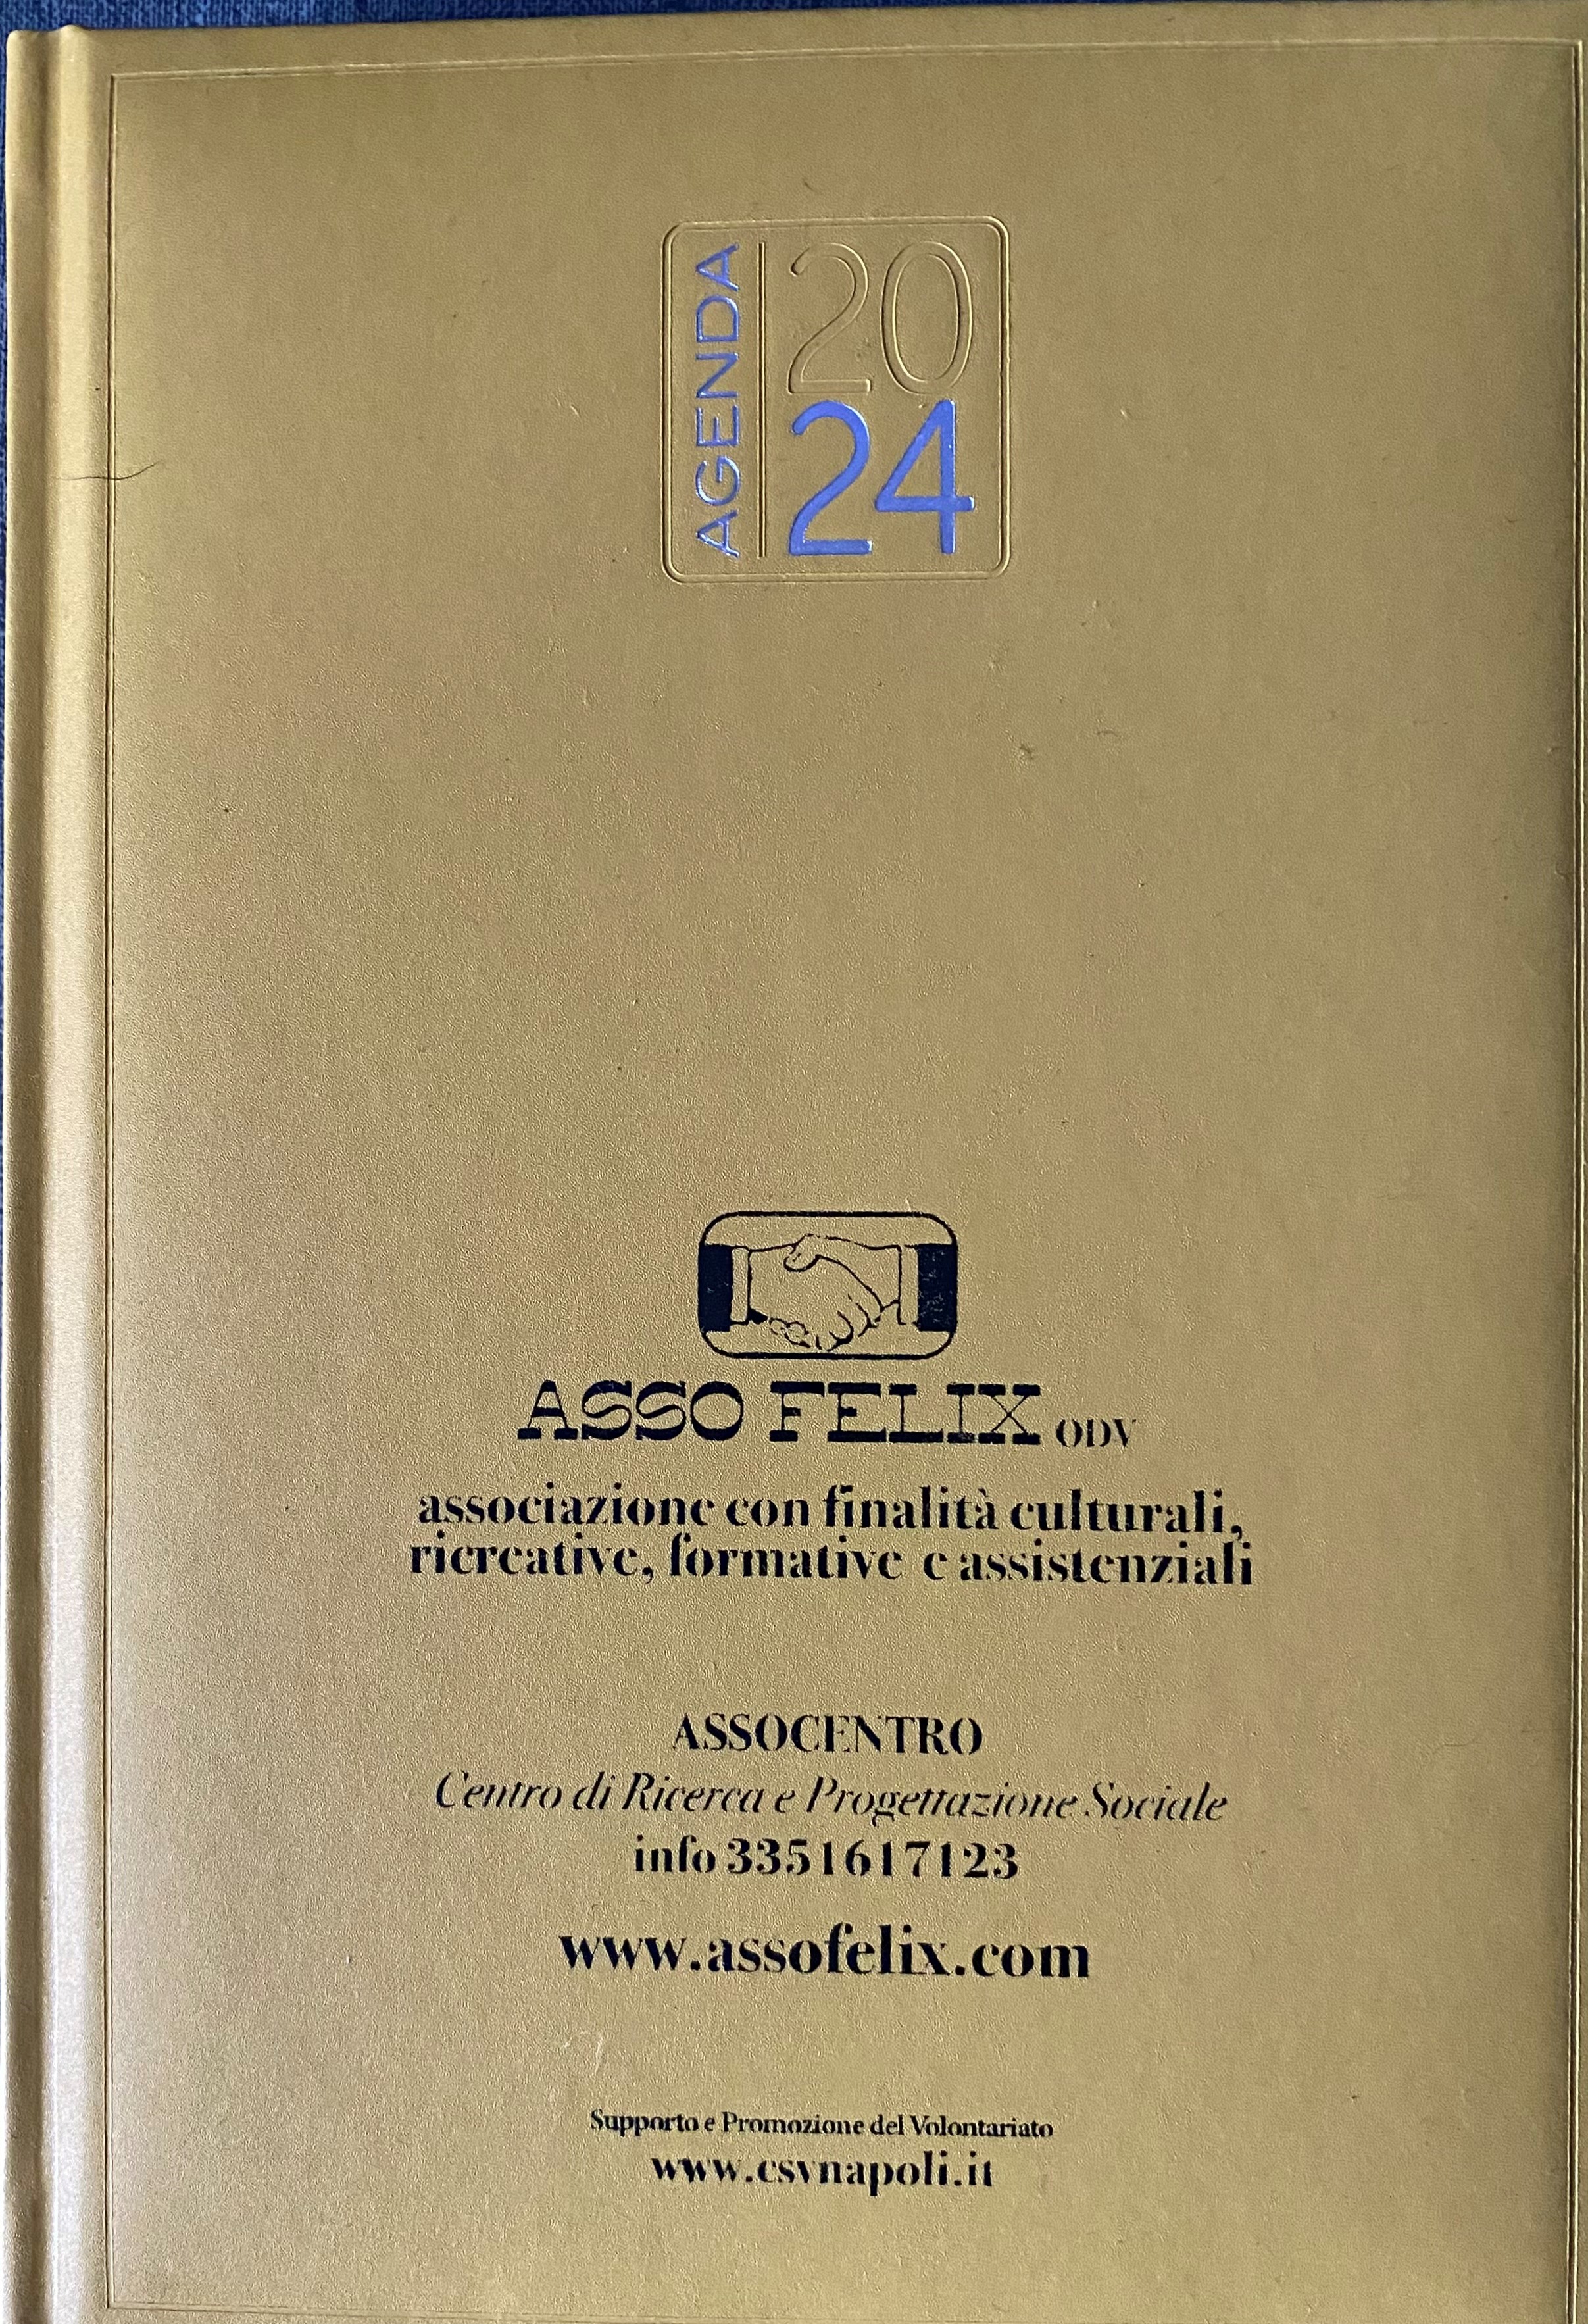 AGENDA
20
24
ASSO FELIX ODV
associazione con finalità culturali,
ricreative, formative e assistenziali
ASSOCENTRO
Centro di Ricerca e Progettazione Sociale
info 3351617123
www.assofelix.com
Supporto e Promozione del Volontariato
www.csvnapoli.it